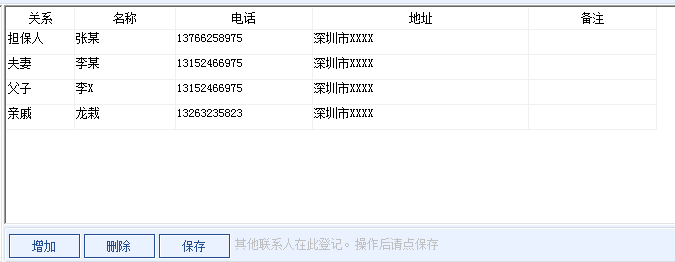 关系 名称 电话 地址 备注
担保人 张某 13766258975 深圳市XXXX
夫妻 李某 13152466975 深圳市XXXX
父子 李X 13152466975 深圳市XXXX
亲戚 龙栽 13263235823 深圳市XXXX
增加 删除 保存 其他联系人在此登记。操作后请点保存